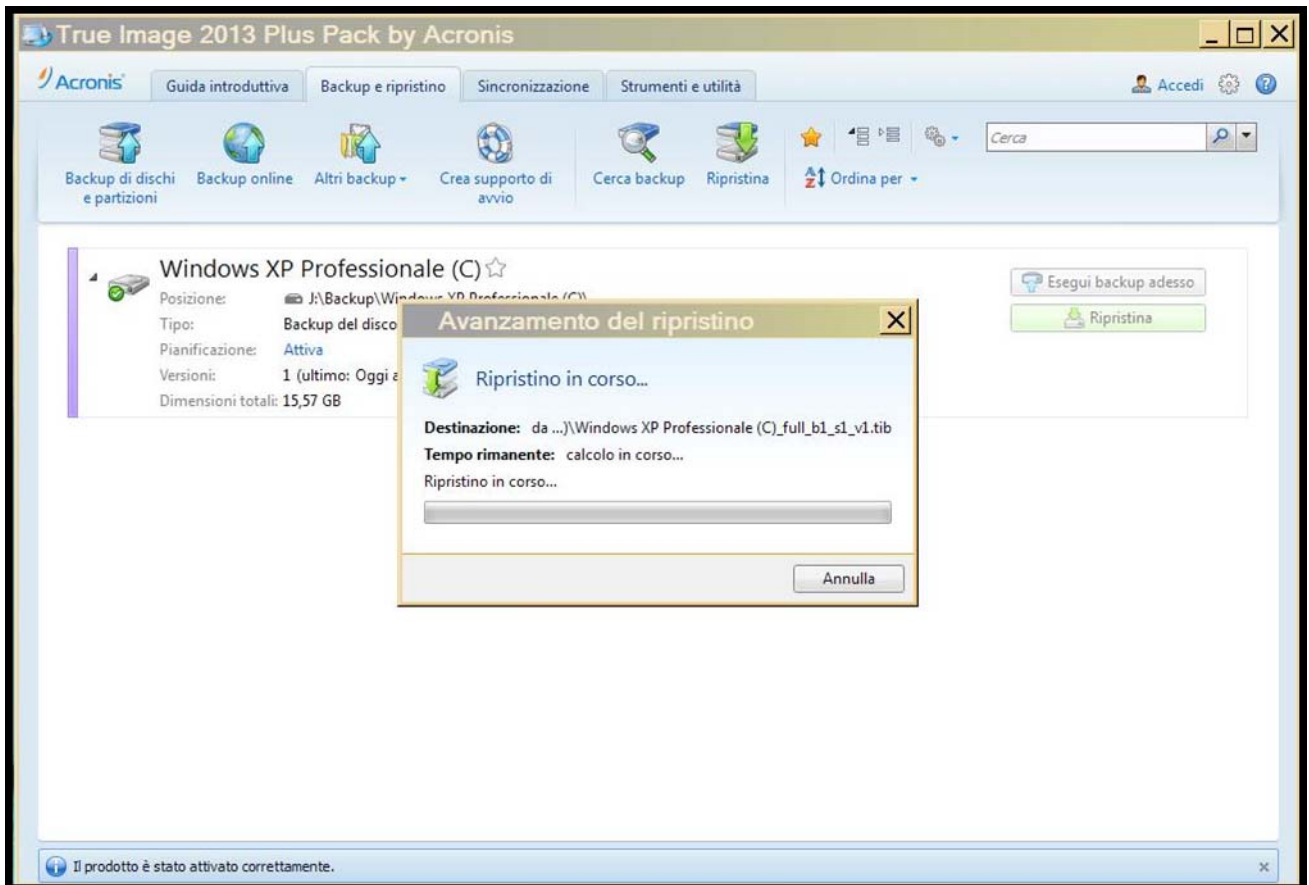 True Image 2013 Plus Pack by Acronis
Acronis Guida introduttiva Backup e ripristino Sincronizzazione Strumenti e utilità Accedi
Backup di dischi e partizioni
Backup online
Altri backup
Crea supporto di avvio
Cerca backup
Ripristina
Ordina per
Cerca
Windows XP Professionale (C)
Posizione: J:\Backup\Windows XP Professionale (C)\
Tipo: Backup del disco
Pianificazione: Attiva
Versioni: 1 (ultimo: Oggi a
Dimensioni totali: 15,57 GB
Esegui backup adesso
Ripristina
Avanzamento del ripristino
Ripristino in corso...
Destinazione: da ...)\Windows XP Professionale (C)_full_b1_s1_v1.tib
Tempo rimanente: calcolo in corso...
Ripristino in corso...
Annulla
Il prodotto è stato attivato correttamente.